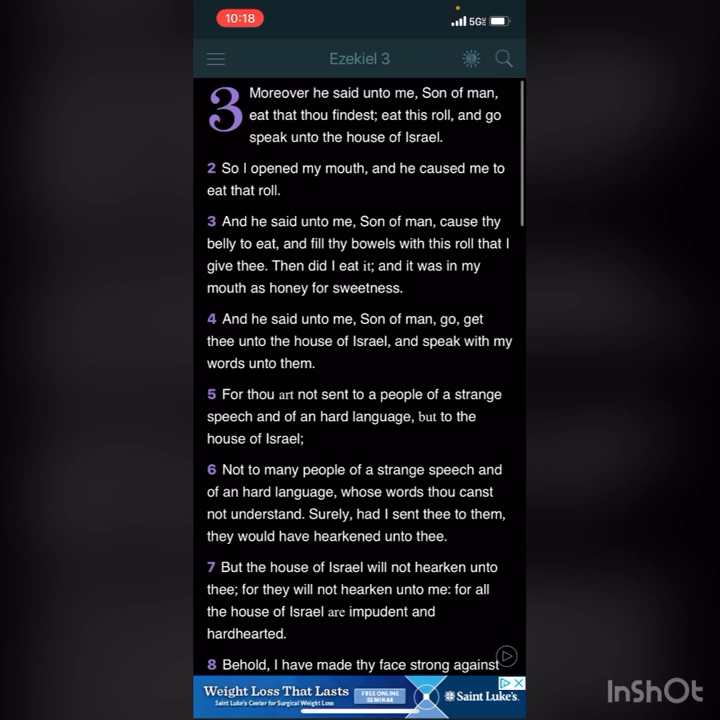 10:18
5G
Ezekiel 3
3 Moreover he said unto me, Son of man,
eat that thou findest; eat this roll, and go
speak unto the house of Israel.
2 So I opened my mouth, and he caused me to
eat that roll.
3 And he said unto me, Son of man, cause thy
belly to eat, and fill thy bowels with this roll that I
give thee. Then did I eat it; and it was in my
mouth as honey for sweetness.
4 And he said unto me, Son of man, go, get
thee unto the house of Israel, and speak with my
words unto them.
5 For thou art not sent to a people of a strange
speech and of an hard language, but to the
house of Israel;
6 Not to many people of a strange speech and
of an hard language, whose words thou canst
not understand. Surely, had I sent thee to them,
they would have hearkened unto thee.
7 But the house of Israel will not hearken unto
thee; for they will not hearken unto me: for all
the house of Israel are impudent and
hardhearted.
8 Behold, I have made thy face strong against
Weight Loss That Lasts
Saint Luke's Center for Surgical Weight Loss
FREE ONLINE
SEMINAR
Saint Luke's.
InShOt